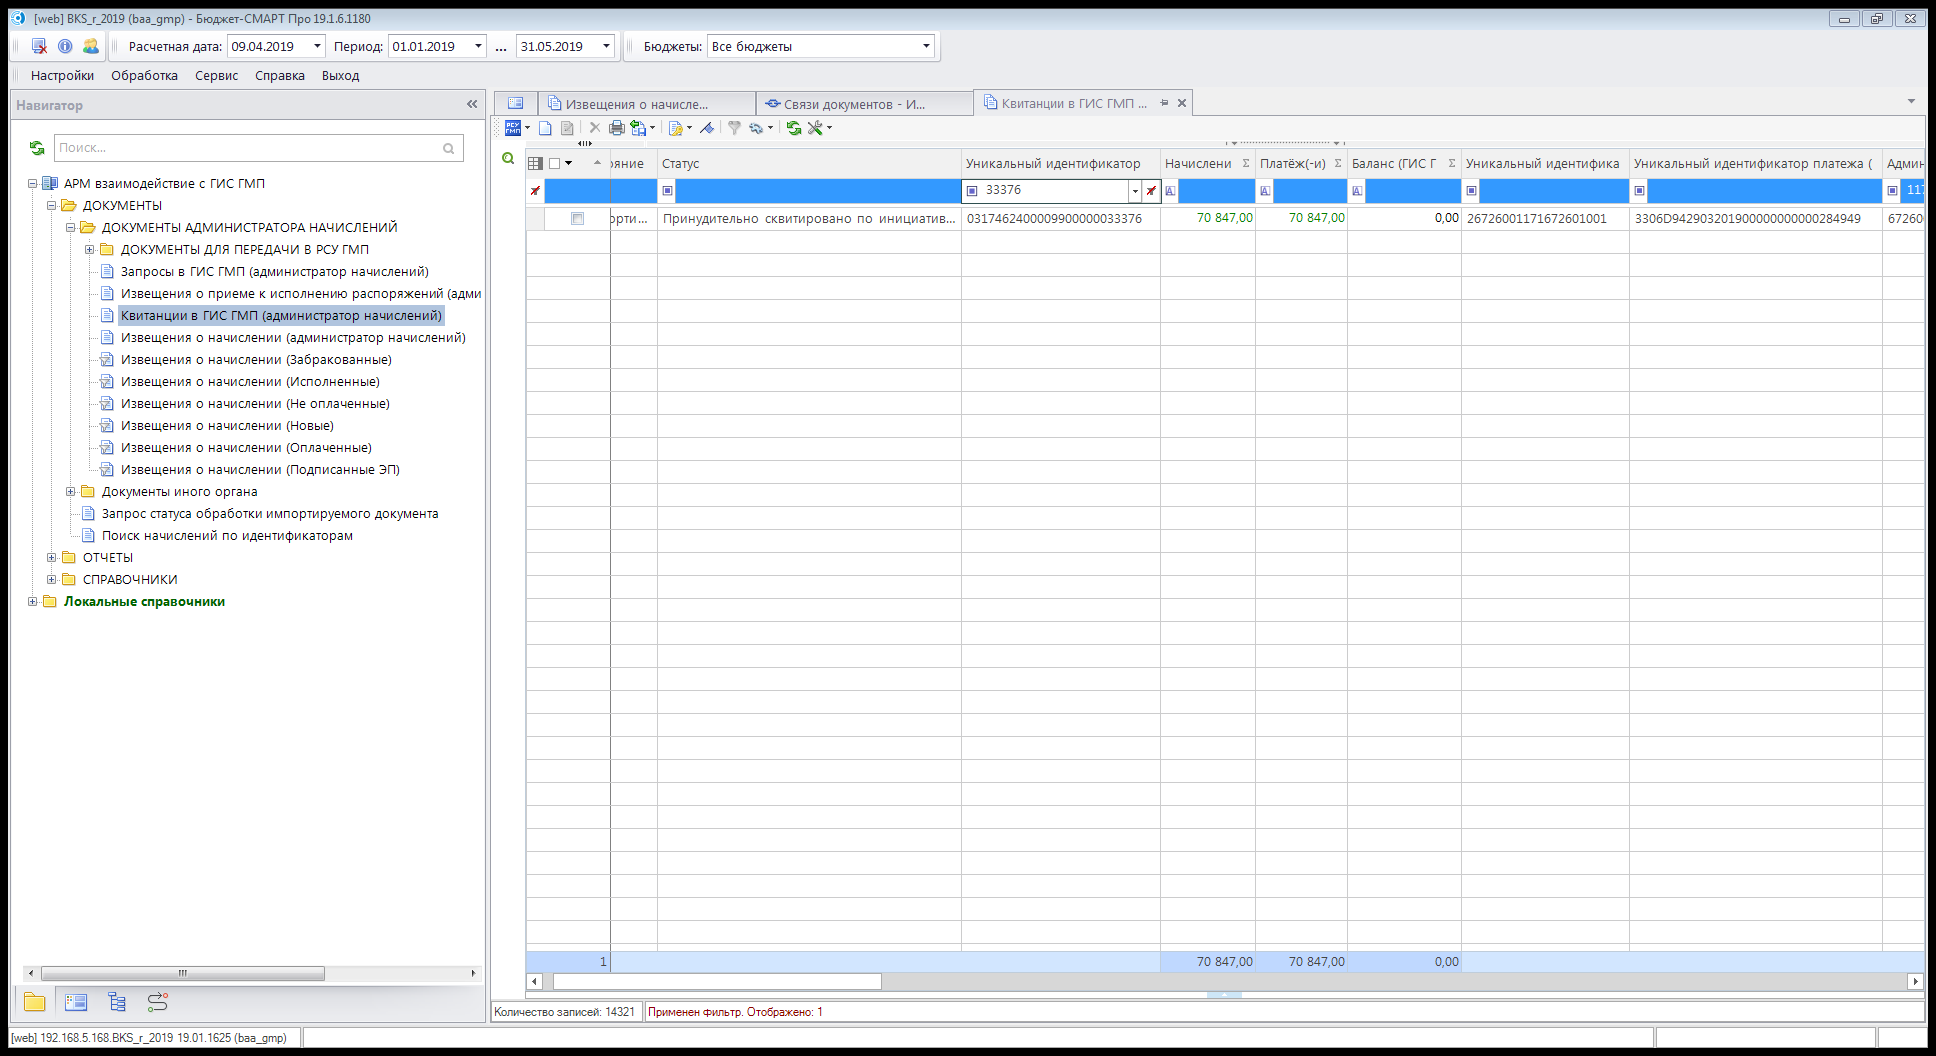 [web] BKS_r_2019 (baa_gmp) - Бюджет-СМАРТ Про 19.1.6.1180
Расчетная дата: 09.04.2019 Период: 01.01.2019 ... 31.05.2019 Бюджеты: Все бюджеты
Настройки Обработка Сервис Справка Выход
Навигатор
Поиск...
АРМ взаимодействие с ГИС ГМП
ДОКУМЕНТЫ
ДОКУМЕНТЫ АДМИНИСТРАТОРА НАЧИСЛЕНИЙ
ДОКУМЕНТЫ ДЛЯ ПЕРЕДАЧИ В РСУ ГМП
Запросы в ГИС ГМП (администратор начислений)
Извещения о приеме к исполнению распоряжений (адми
Квитанции в ГИС ГМП (администратор начислений)
Извещения о начислении (администратор начислений)
Извещения о начислении (Забракованные)
Извещения о начислении (Исполненные)
Извещения о начислении (Не оплаченные)
Извещения о начислении (Новые)
Извещения о начислении (Оплаченные)
Извещения о начислении (Подписанные ЭП)
Документы иного органа
Запрос статуса обработки импортируемого документа
Поиск начислений по идентификаторам
ОТЧЕТЫ
СПРАВОЧНИКИ
Локальные справочники
Извещения о начисле... Связи документов - И... Квитанции в ГИС ГМП ...
РСУ ГМП
ояние Статус Уникальный идентификатор Начислени Σ Платёж(-и) Σ Баланс (ГИС Г Σ Уникальный идентифика Уникальный идентификатор платежа ( Админ
33376 117
орти... Принудительно сквитировано по инициатив... 0317462400009900000033376 70 847,00 70 847,00 0,00 26726001171672601001 3306D942903201900000000000284949 67260
1 70 847,00 70 847,00 0,00
Количество записей: 14321 Применен фильтр. Отображено: 1
[web] 192.168.5.168.BKS_r_2019 19.01.1625 (baa_gmp)